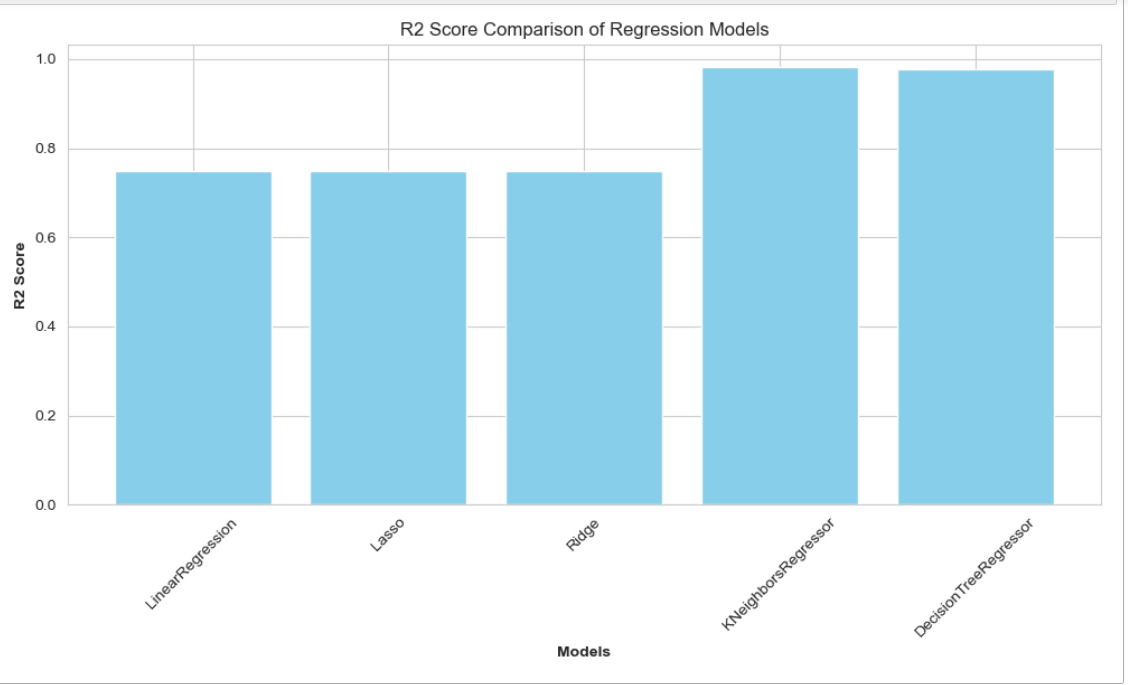 R2 Score Comparison of Regression Models
1.0
0.8
0.6
0.4
0.2
0.0
R2 Score
LinearRegression
Lasso
Ridge
KNeighborsRegressor
DecisionTreeRegressor
Models